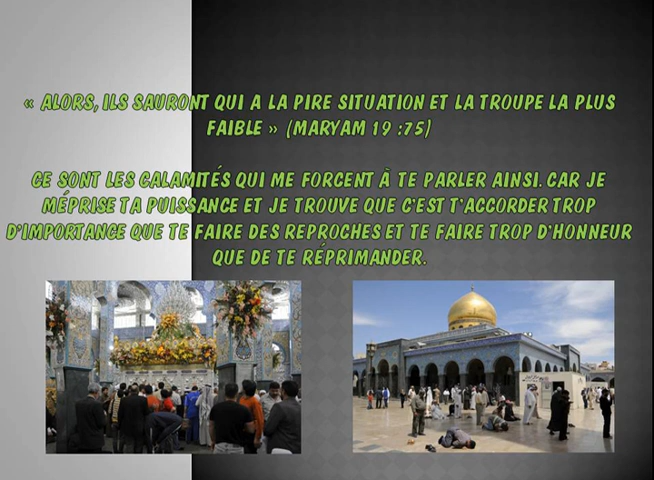 « ALORS, ILS SAURONT QUI A LA PIRE SITUATION ET LA TROUPE LA PLUS
FAIBLE » (MARYAM 19 :75)
CE SONT LES CALAMITÉS QUI ME FORCENT À TE PARLER AINSI. CAR JE
MÉPRISE TA PUISSANCE ET JE TROUVE QUE C'EST T'ACCORDER TROP
D'IMPORTANCE QUE TE FAIRE DES REPROCHES ET TE FAIRE TROP D'HONNEUR
QUE DE TE RÉPRIMANDER.